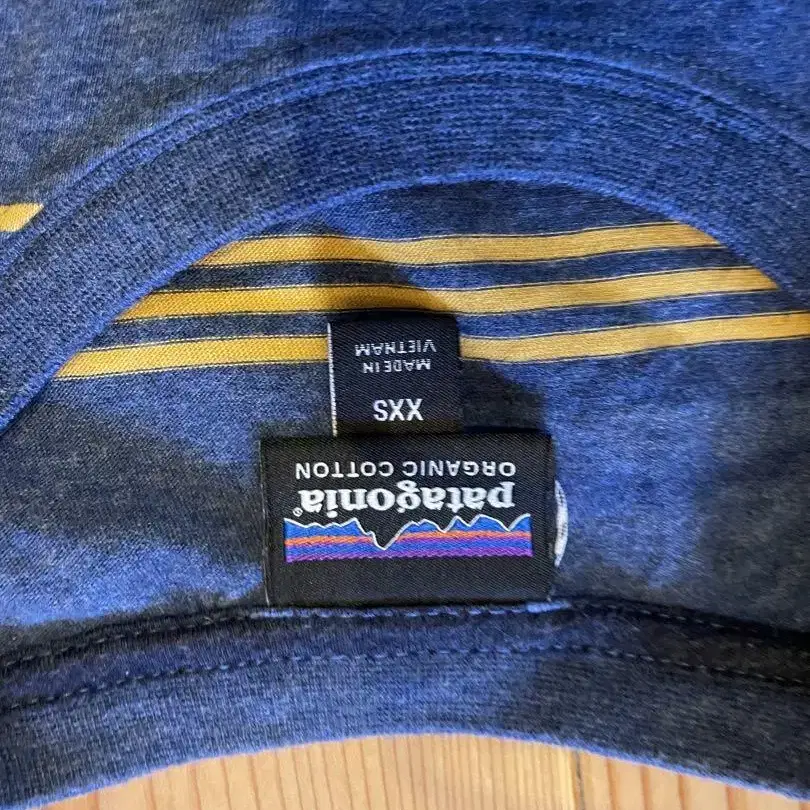 patagonia®
ORGANIC COTTON
XXS
MADE IN
VIETNAM